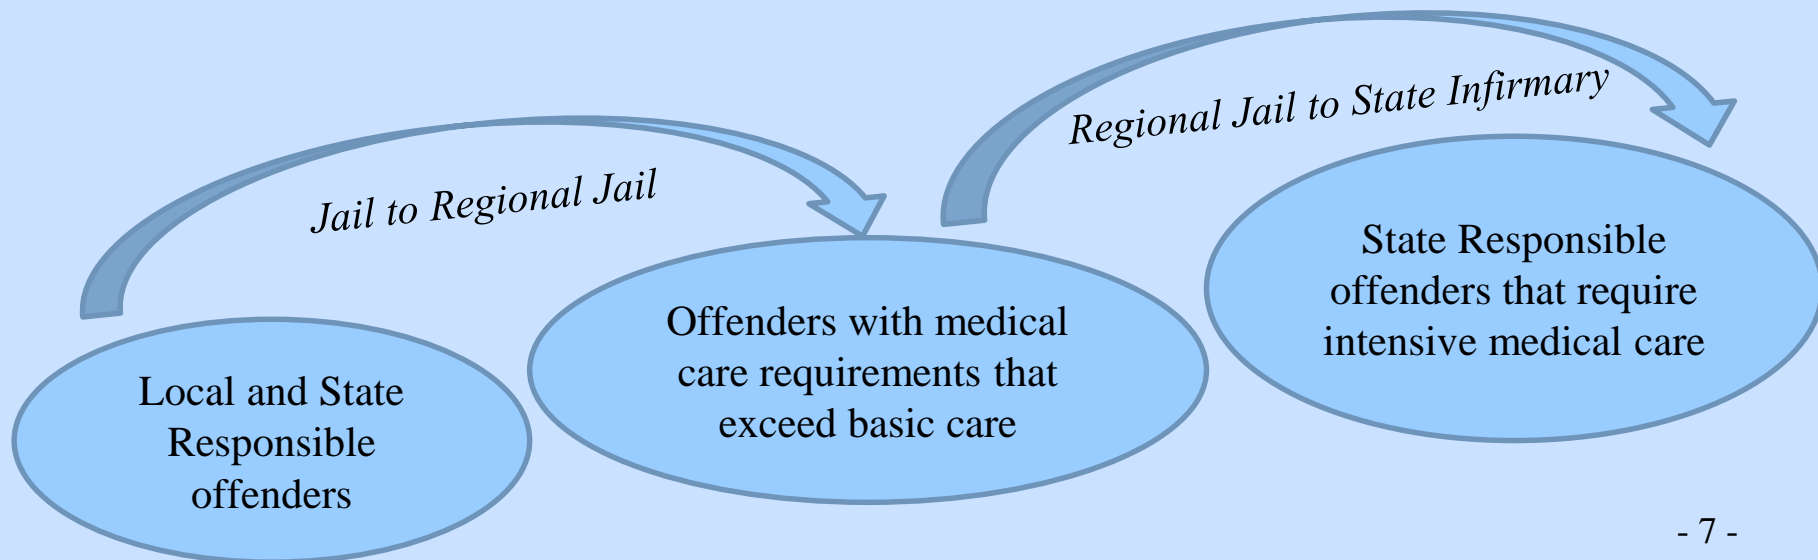 Regional Jail to State Infirmary
Jail to Regional Jail
State Responsible
offenders that require
intensive medical care
Offenders with medical
care requirements that
exceed basic care
Local and State
Responsible
offenders
- 7 -